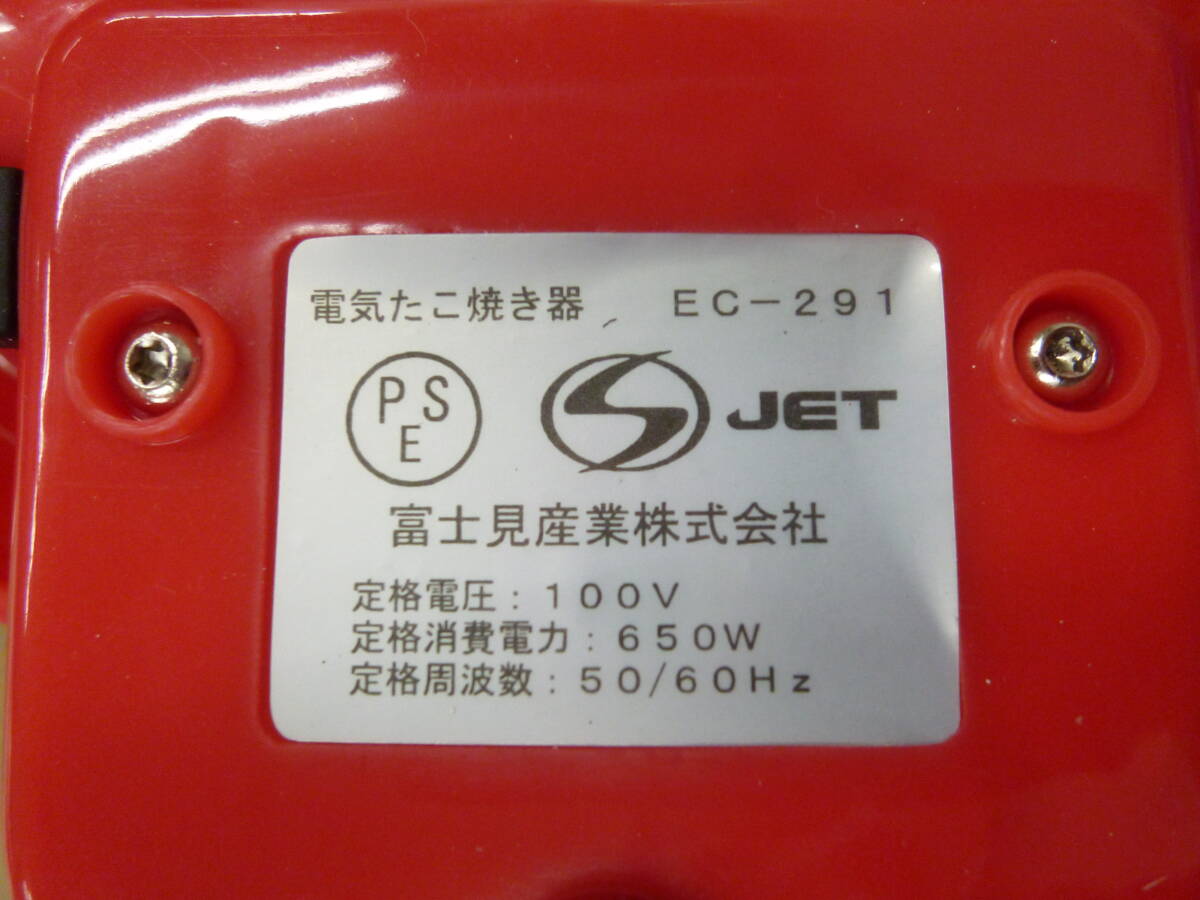 電気たこ焼き器 EC－291
PSE JET
富士見産業株式会社
定格電圧：100V
定格消費電力：650W
定格周波数：50/60Hz